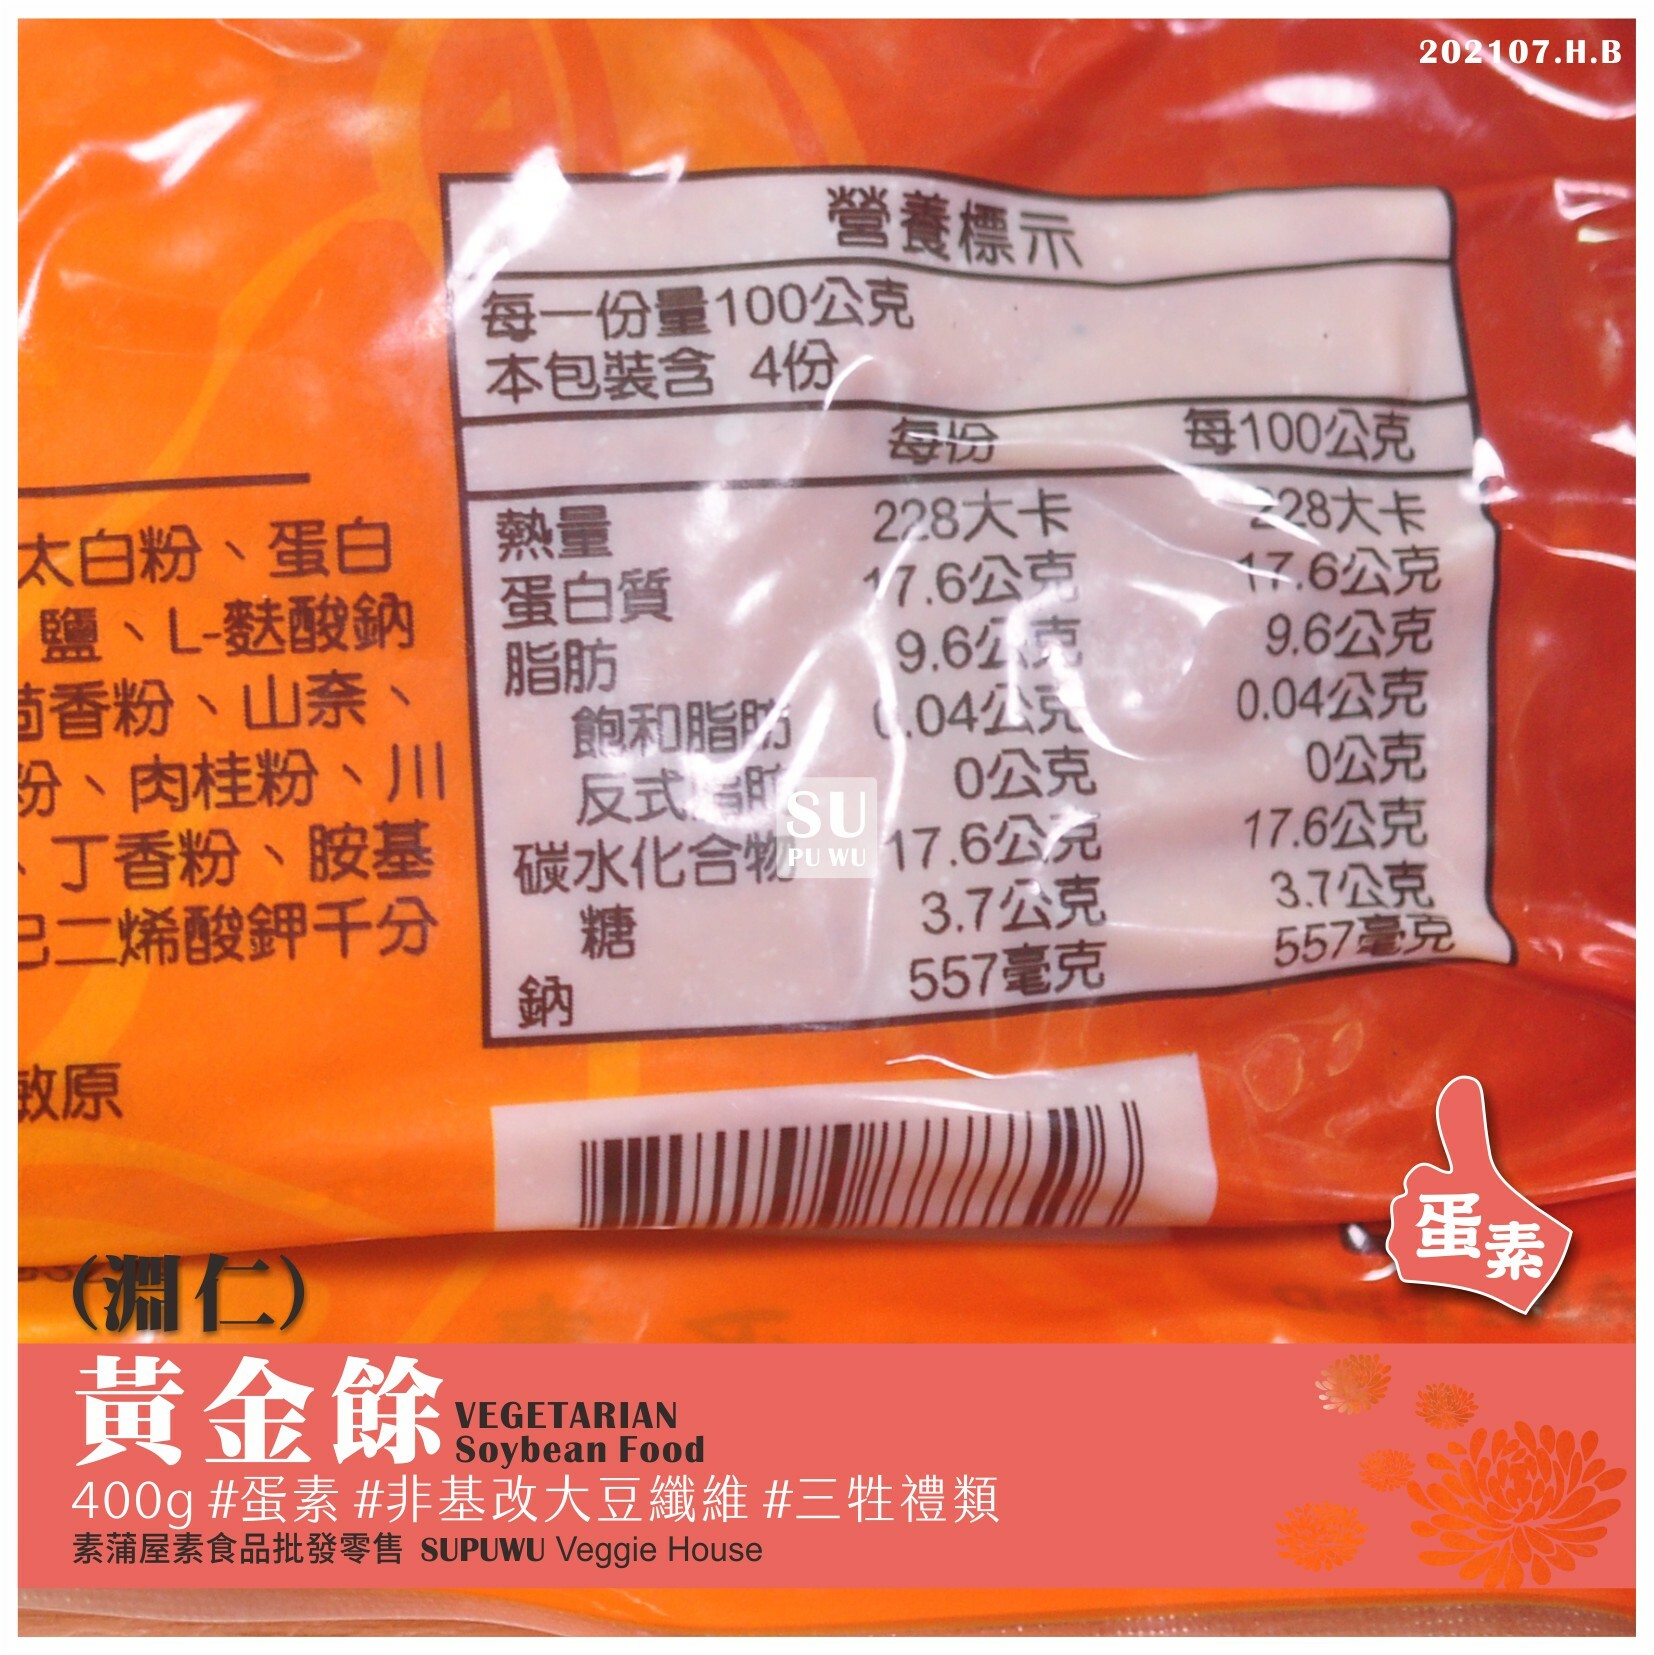 202107.H.B
營養標示
每一份量100公克
本包裝含 4份
每份 每100公克
熱量 228大卡 228大卡
蛋白質 17.6公克 17.6公克
脂肪 9.6公克 9.6公克
飽和脂肪 0.04公克 0.04公克
反式脂肪 0公克 0公克
碳水化合物 17.6公克 17.6公克
糖 3.7公克 3.7公克
鈉 557毫克 557毫克
太白粉、蛋白
鹽、L-麩酸鈉
茴香粉、山奈、
粉、肉桂粉、川
、丁香粉、胺基
己二烯酸鉀千分
敏原
SU
PU WU
蛋素
(淵仁)
黃金餘
VEGETARIAN
Soybean Food
400g #蛋素 #非基改大豆纖維 #三牲禮類
素蒲屋素食品批發零售 SUPUWU Veggie House